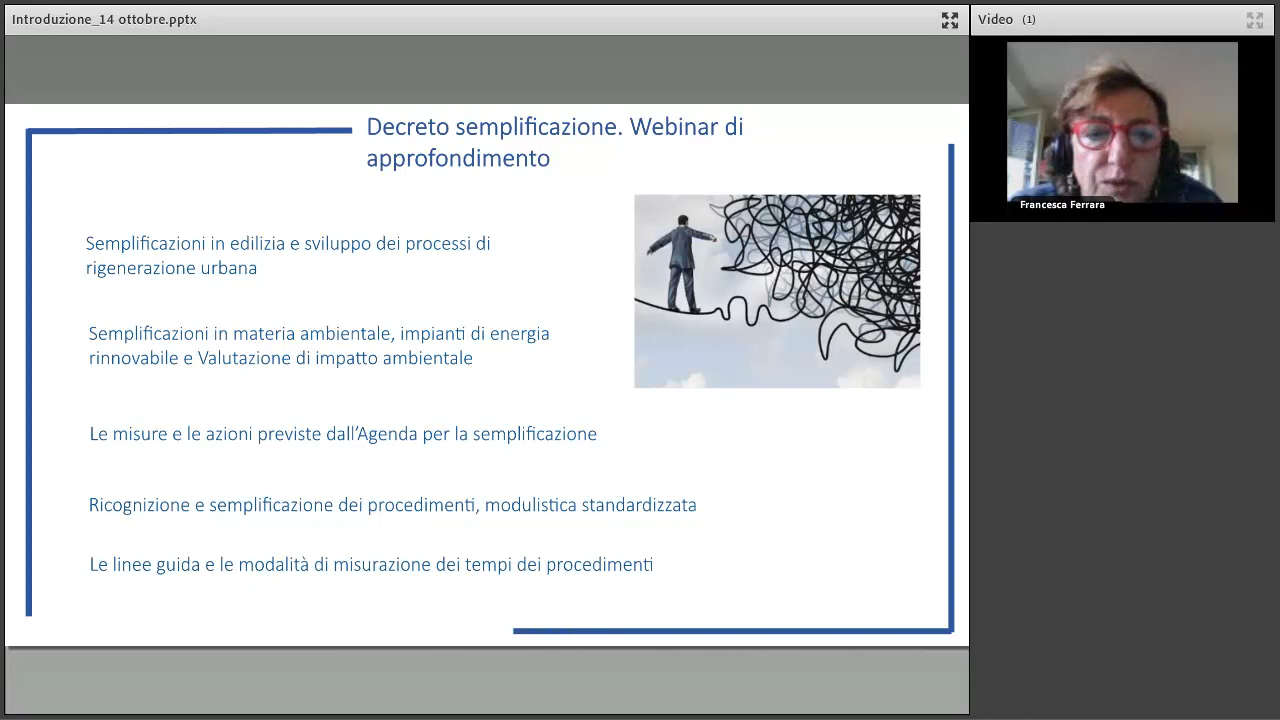 Introduzione_14 ottobre.pptx
Video (1)
Francesca Ferrara
Decreto semplificazione. Webinar di
approfondimento
Semplificazioni in edilizia e sviluppo dei processi di
rigenerazione urbana
Semplificazioni in materia ambientale, impianti di energia
rinnovabile e Valutazione di impatto ambientale
Le misure e le azioni previste dall’Agenda per la semplificazione
Ricognizione e semplificazione dei procedimenti, modulistica standardizzata
Le linee guida e le modalità di misurazione dei tempi dei procedimenti